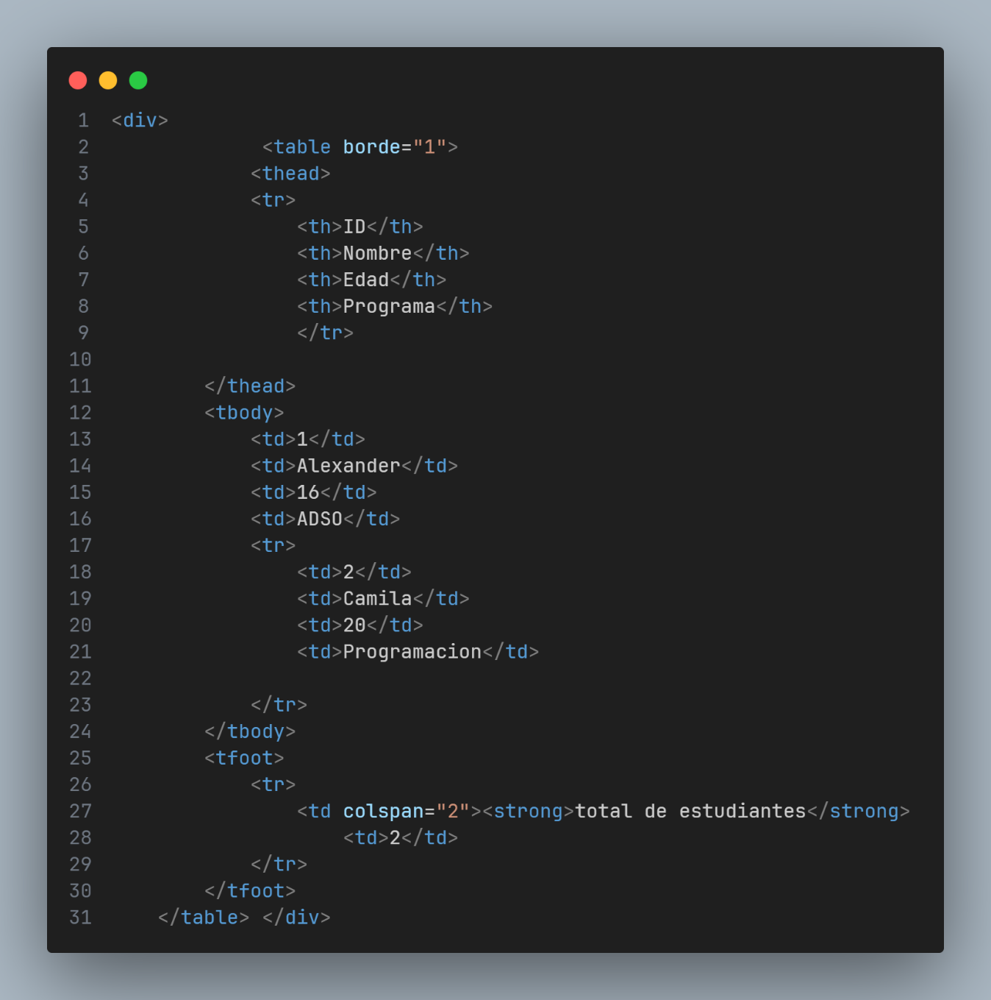 1 <div>
2 <table borde="1">
3 <thead>
4 <tr>
5 <th>ID</th>
6 <th>Nombre</th>
7 <th>Edad</th>
8 <th>Programa</th>
9 </tr>
10
11 </thead>
12 <tbody>
13 <td>1</td>
14 <td>Alexander</td>
15 <td>16</td>
16 <td>ADSO</td>
17 <tr>
18 <td>2</td>
19 <td>Camila</td>
20 <td>20</td>
21 <td>Programacion</td>
22
23 </tr>
24 </tbody>
25 <tfoot>
26 <tr>
27 <td colspan="2"><strong>total de estudiantes</strong>
28 <td>2</td>
29 </tr>
30 </tfoot>
31 </table> </div>